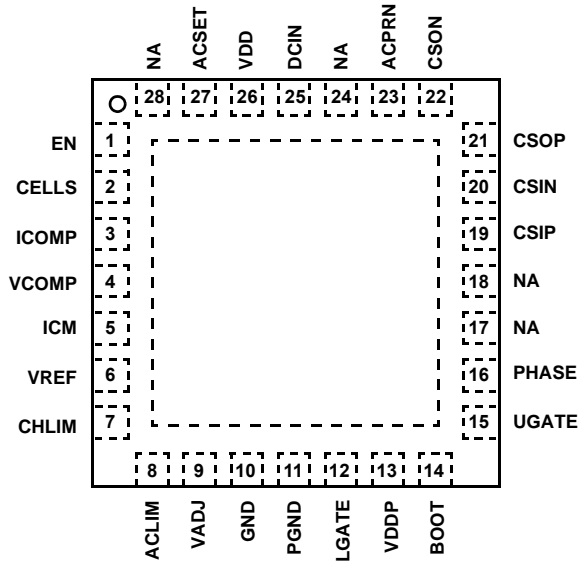 NA
ACSET
VDD
DCIN
NA
ACPRN
CSON
28 27 26 25 24 23 22
EN 1 21 CSOP
CELLS 2 20 CSIN
ICOMP 3 19 CSIP
VCOMP 4 18 NA
ICM 5 17 NA
VREF 6 16 PHASE
CHLIM 7 15 UGATE
8 9 10 11 12 13 14
ACLIM
VADJ
GND
PGND
LGATE
VDDP
BOOT